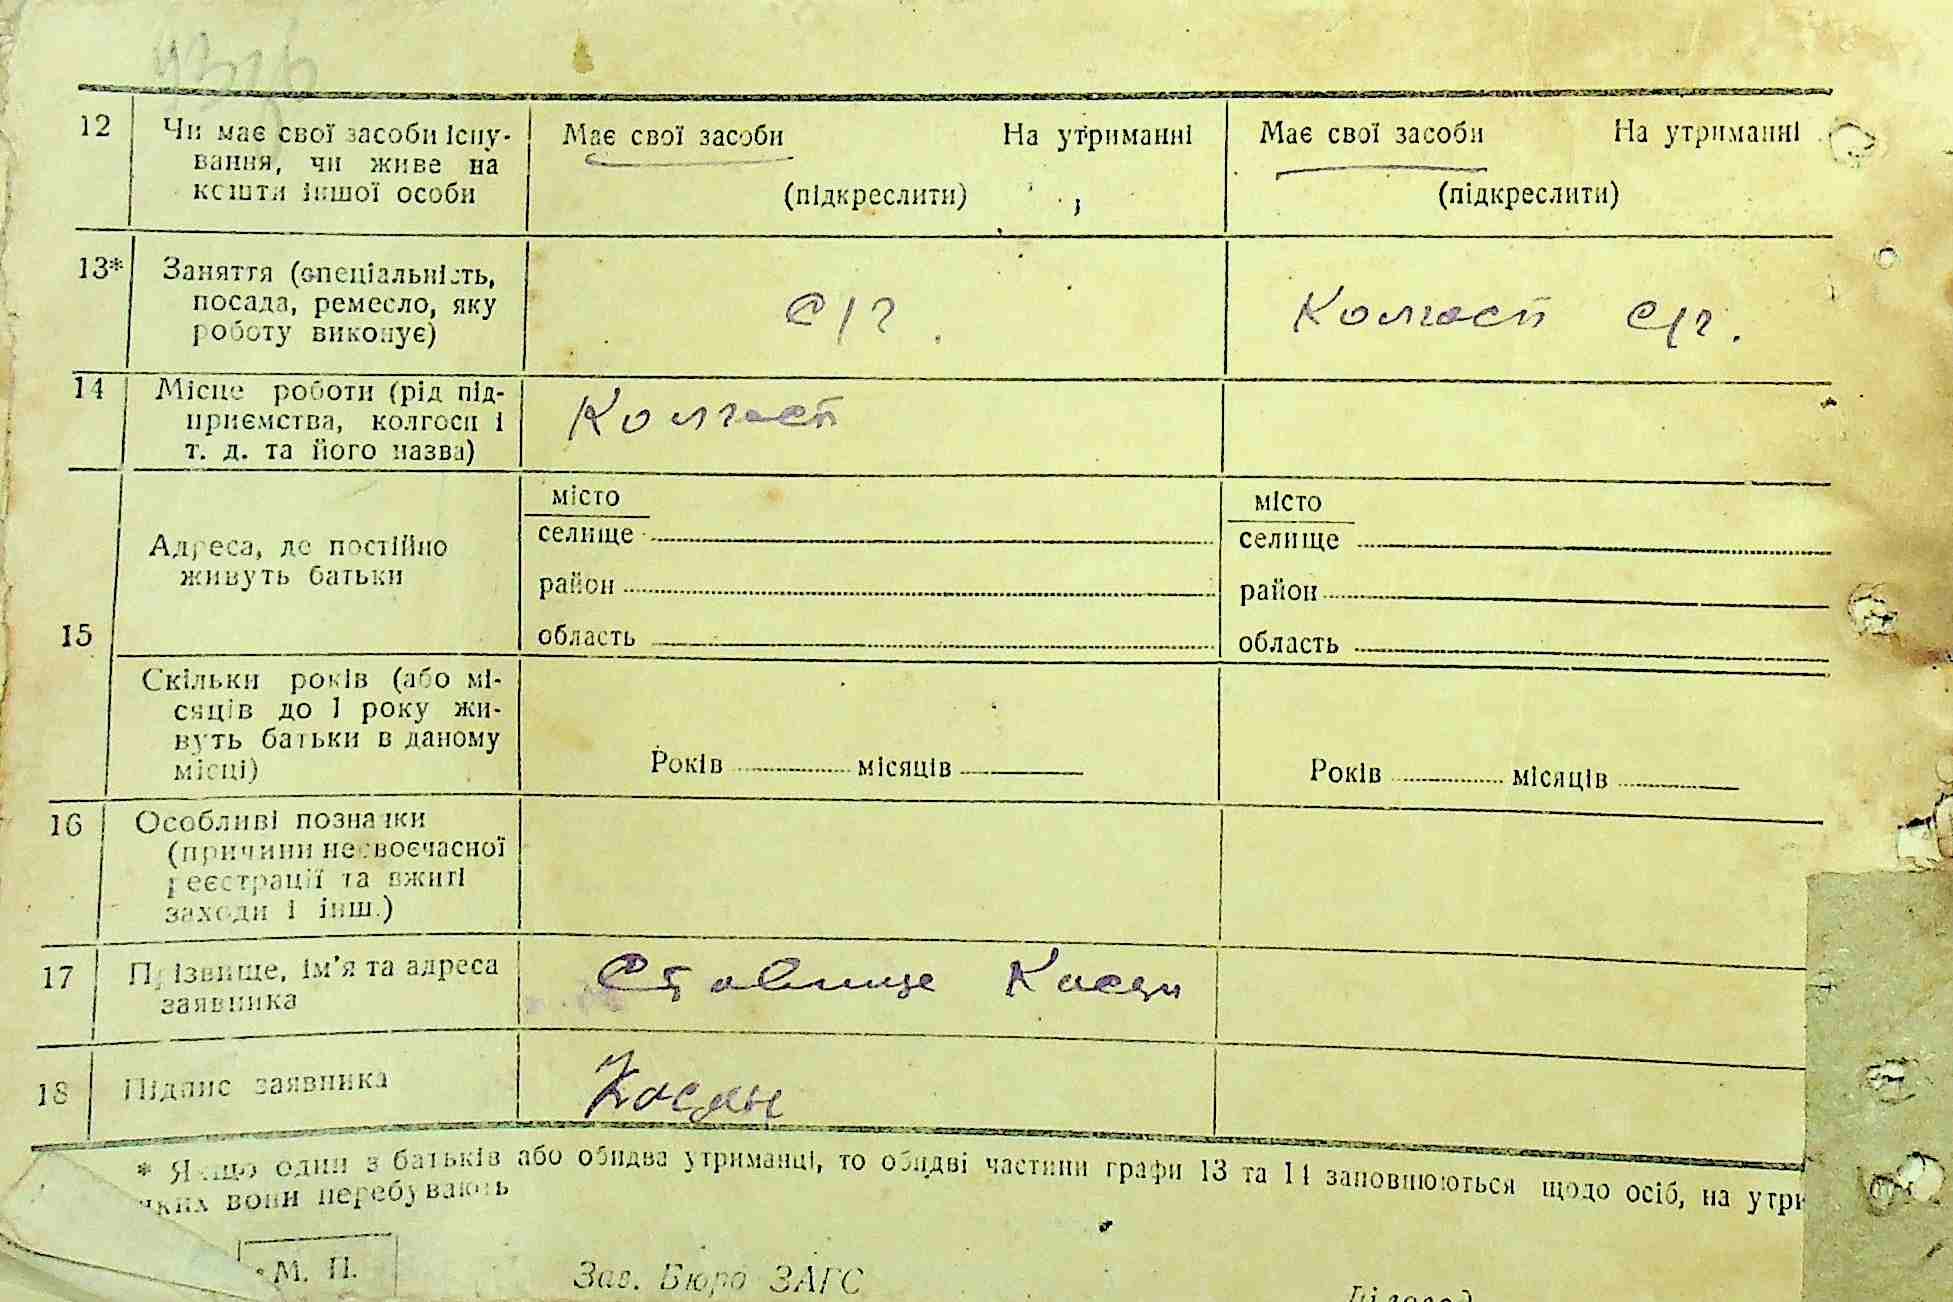 12 Чи має свої засоби існу- Має свої засоби На утриманні Має свої засоби На утриманні
вання, чи живе на
кошти іншої особи (підкреслити) (підкреслити)
13* Заняття (спеціальність,
посада, ремесло, яку С/г. Колгосп С/г.
роботу виконує)
14 Місце роботи (рід під-
приємства, колгосп і Колгосп
т. д. та його назва)
місто місто
селище селище
Адреса, де постійно
живуть батьки район район
15 область область
Скільки років (або мі-
сяців до 1 року жи-
вуть батьки в даному
місці) Років місяців Років місяців
16 Особливі позначки
(причини несвоєчасної
реєстрації та вжиті
заходи і інш.)
17 Прізвище, ім'я та адреса Ставище
заявника
18 Підпис заявника
* Якщо один з батьків або обидва утриманці, то обидві частини графи 13 та 14 заповнюються щодо осіб, на утри
яких вони перебувають
М. П.
Зав. Бюро ЗАГС